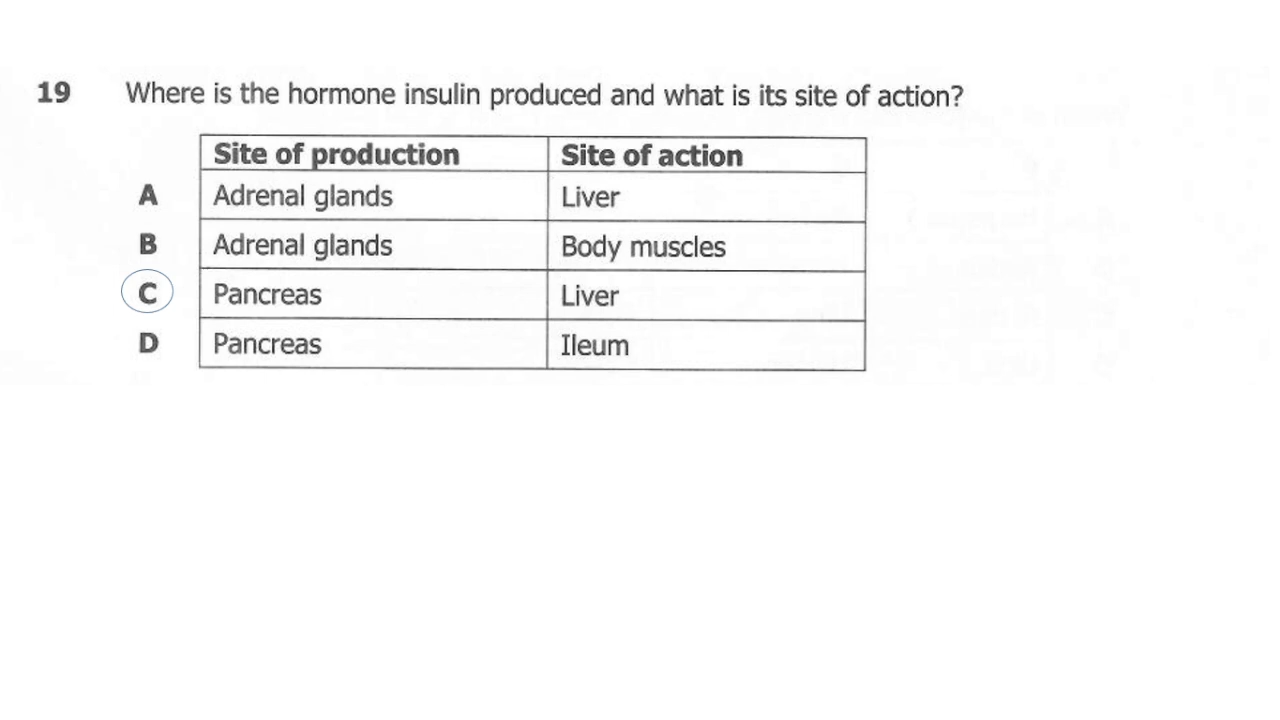 19 Where is the hormone insulin produced and what is its site of action?
Site of production Site of action
A Adrenal glands Liver
B Adrenal glands Body muscles
C Pancreas Liver
D Pancreas Ileum